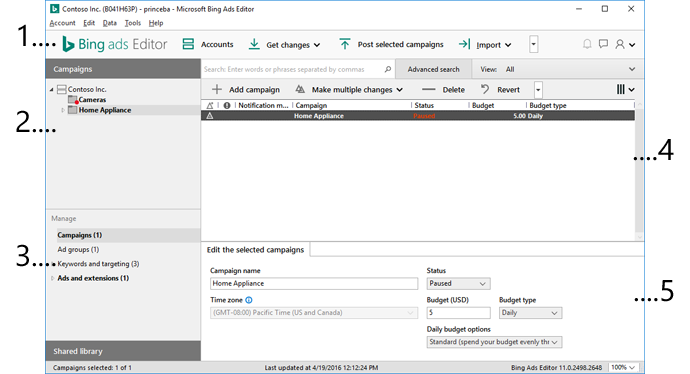 Contoso Inc. (B041H63P) - princeba - Microsoft Bing Ads Editor
Account Edit Data Tools Help
1....
Bing ads Editor Accounts Get changes Post selected campaigns Import
Campaigns
Search: Enter words or phrases separated by commas Advanced search View: All
Contoso Inc.
Cameras
Home Appliance
2....
Add campaign Make multiple changes Delete Revert
Notification m... Campaign Status Budget Budget type
Home Appliance Paused 5.00 Daily
....4
Manage
Campaigns (1)
Ad groups (1)
3....
Keywords and targeting (3)
Ads and extensions (1)
Shared library
Edit the selected campaigns
Campaign name Status
Home Appliance Paused
Time zone Budget (USD) Budget type
(GMT-08:00) Pacific Time (US and Canada) 5 Daily
....5
Daily budget options
Standard (spend your budget evenly thr
Campaigns selected: 1 of 1 Last updated at 4/19/2016 12:12:24 PM Bing Ads Editor 11.0.2498.2648 100%